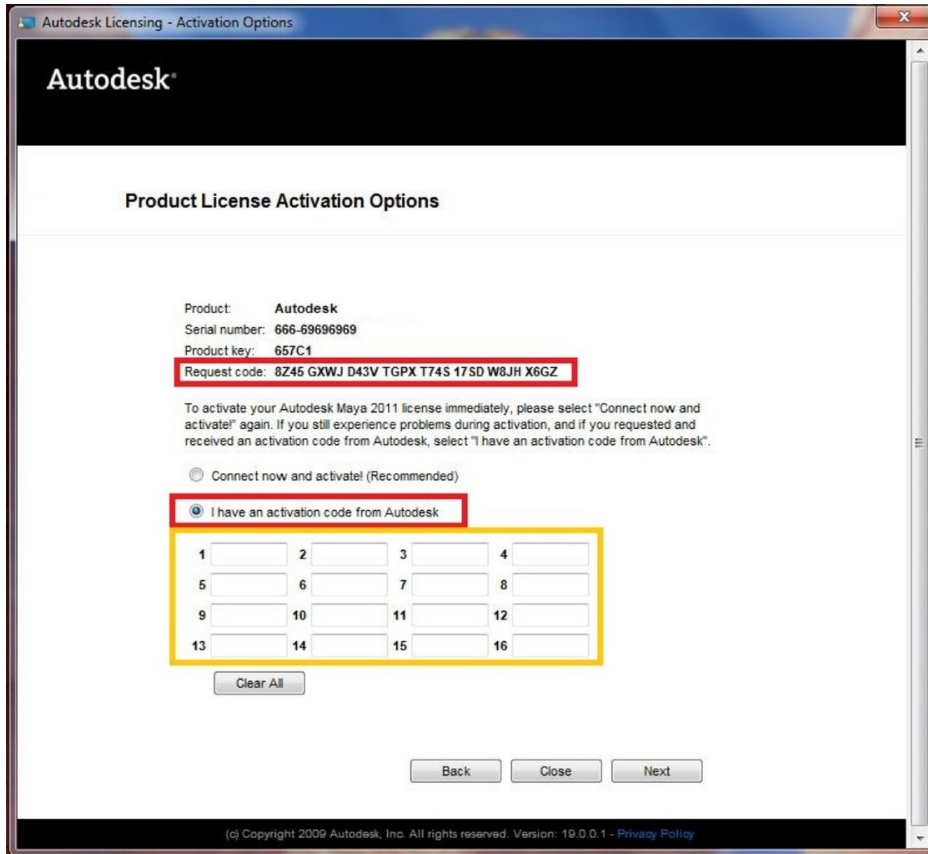 Autodesk Licensing - Activation Options
X
Autodesk®
Product License Activation Options
Product: Autodesk
Serial number: 666-69696969
Product key: 657C1
Request code: 8Z45 GXWJ D43V TGPX T74S 17SD W8JH X6GZ
To activate your Autodesk Maya 2011 license immediately, please select "Connect now and
activate!" again. If you still experience problems during activation, and if you requested and
received an activation code from Autodesk, select "I have an activation code from Autodesk".
Connect now and activate! (Recommended)
I have an activation code from Autodesk
1 2 3 4
5 6 7 8
9 10 11 12
13 14 15 16
Clear All
Back Close Next
(c) Copyright 2009 Autodesk, Inc. All rights reserved. Version: 19.0.0.1 - Privacy Policy